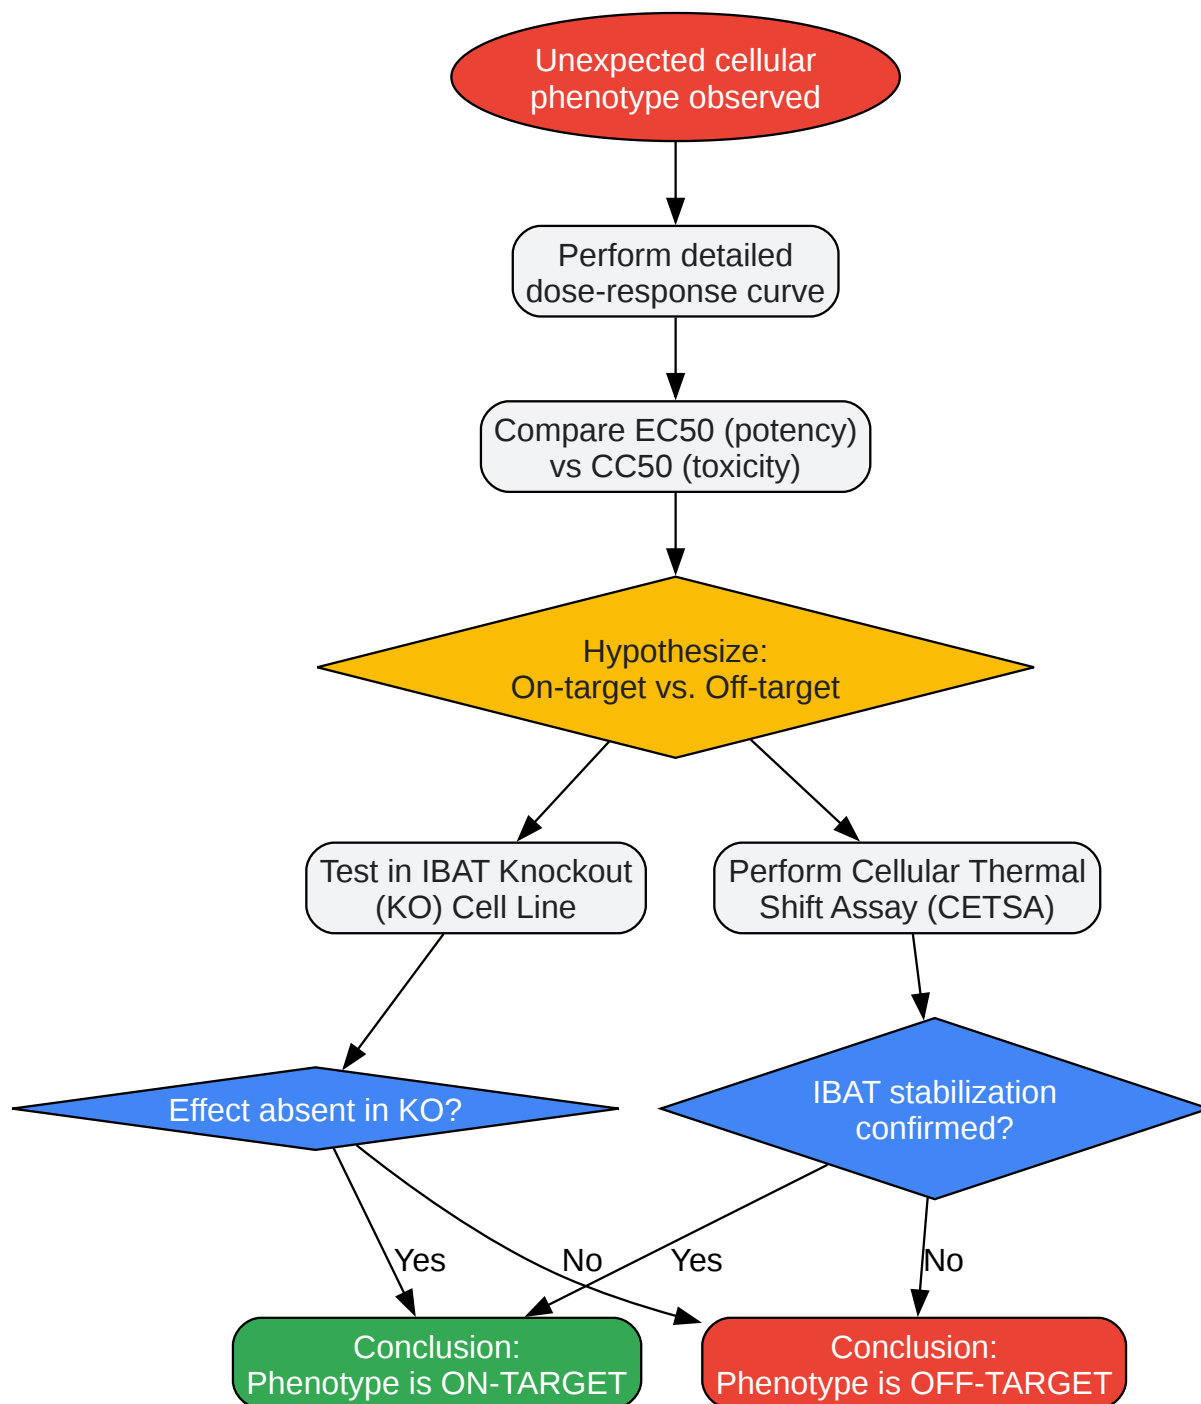 Unexpected cellular
phenotype observed
Perform detailed
dose-response curve
Compare EC50 (potency)
vs CC50 (toxicity)
Hypothesize:
On-target vs. Off-target
Test in IBAT Knockout
(KO) Cell Line
Perform Cellular Thermal
Shift Assay (CETSA)
Effect absent in KO?
IBAT stabilization
confirmed?
Yes
No
Yes
No
Conclusion:
Phenotype is ON-TARGET
Conclusion:
Phenotype is OFF-TARGET